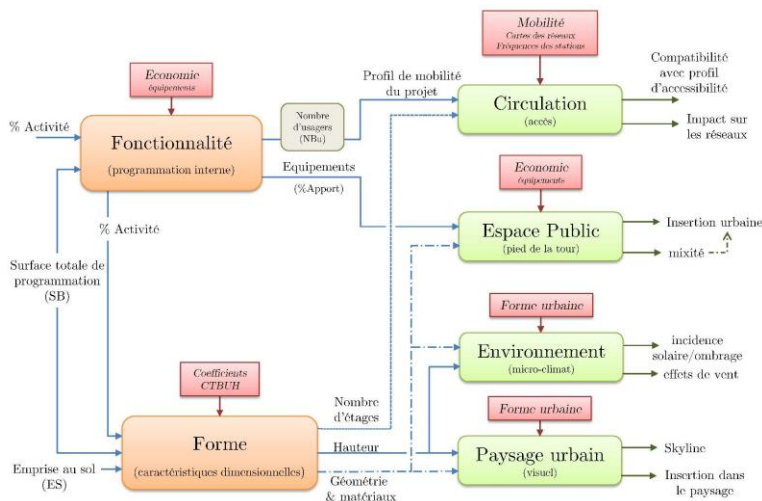 Mobilité
Cartes des réseaux
Fréquences des stations
Economie
équipements
% Activité
Fonctionnalité
(programmation interne)
Nombre
d'usagers
(NBu)
Profil de mobilité
du projet
Circulation
(accès)
Compatibilité
avec profil
d'accessibilité
Impact sur
les réseaux
Equipements
(%Apport)
Economie
équipements
Espace Public
(pied de la tour)
Insertion urbaine
mixité
% Activité
Surface totale de
programmation
(SB)
Forme urbaine
Environnement
(micro-climat)
incidence
solaire/ombrage
effets de vent
Coefficients
CTBUH
Nombre
d'étages
Forme
(caractéristiques dimensionnelles)
Emprise au sol
(ES)
Hauteur
Géométrie
& matériaux
Forme urbaine
Paysage urbain
(visuel)
Skyline
Insertion dans
le paysage